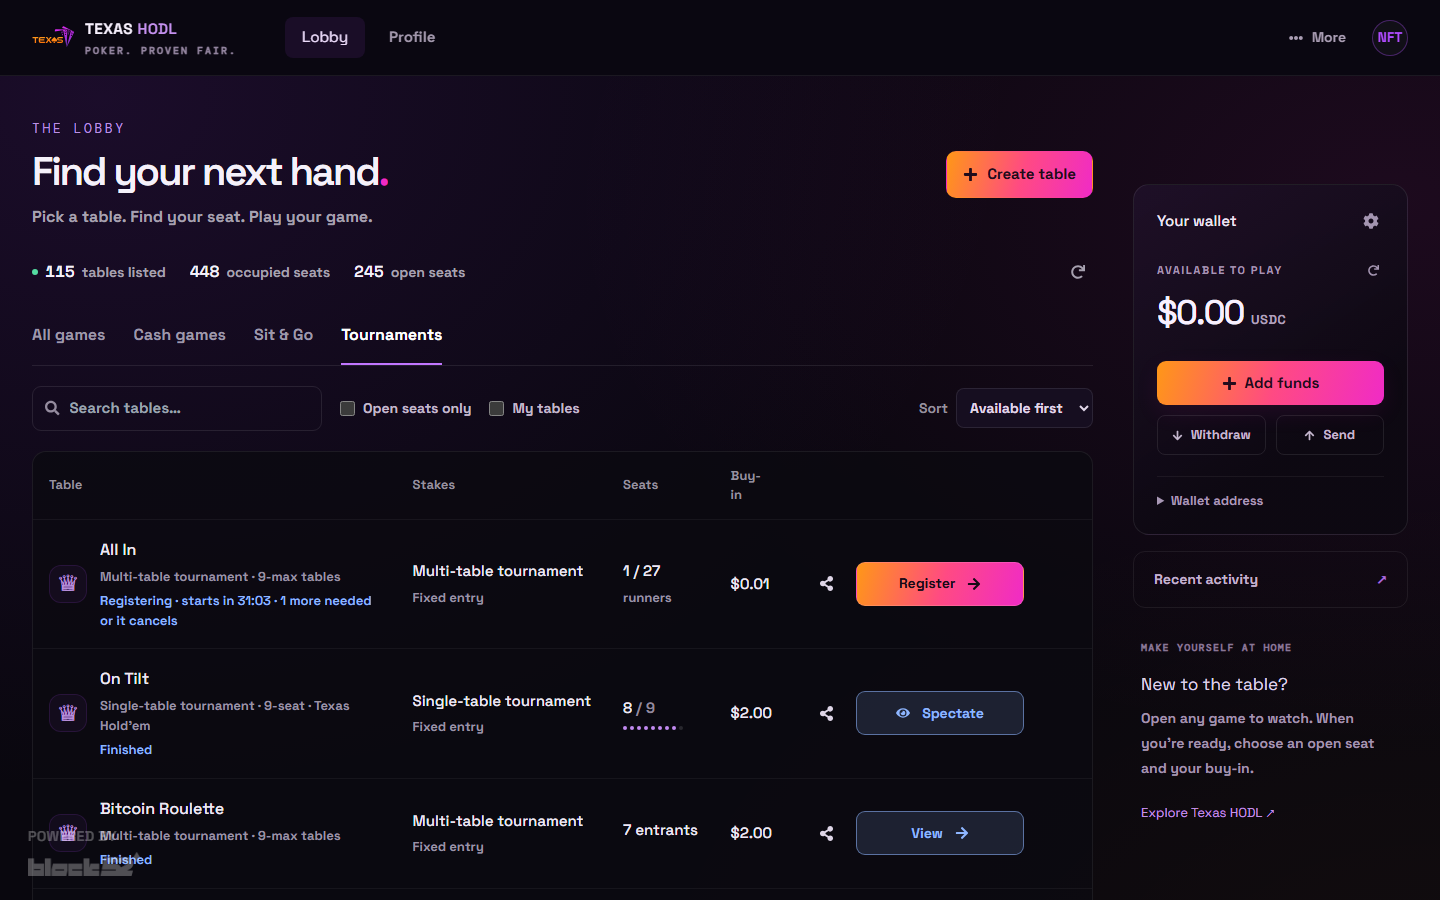 TEXAS
TEXAS HODL
POKER. PROVEN FAIR.
Lobby
Profile
More
NFT
THE LOBBY
Find your next hand.
Pick a table. Find your seat. Play your game.
Create table
115 tables listed
448 occupied seats
245 open seats
All games
Cash games
Sit & Go
Tournaments
Search tables...
Open seats only
My tables
Sort
Available first
Table
Stakes
Seats
Buy-
in
All In
Multi-table tournament · 9-max tables
Registering · starts in 31:03 · 1 more needed
or it cancels
Multi-table tournament
Fixed entry
1 / 27
runners
$0.01
Register
On Tilt
Single-table tournament · 9-seat · Texas
Hold'em
Finished
Single-table tournament
Fixed entry
8 / 9
$2.00
Spectate
Bitcoin Roulette
Multi-table tournament · 9-max tables
Finished
Multi-table tournament
Fixed entry
7 entrants
$2.00
View
POWERED BY
block52
Your wallet
AVAILABLE TO PLAY
$0.00 USDC
Add funds
Withdraw
Send
Wallet address
Recent activity
MAKE YOURSELF AT HOME
New to the table?
Open any game to watch. When
you're ready, choose an open seat
and your buy-in.
Explore Texas HODL